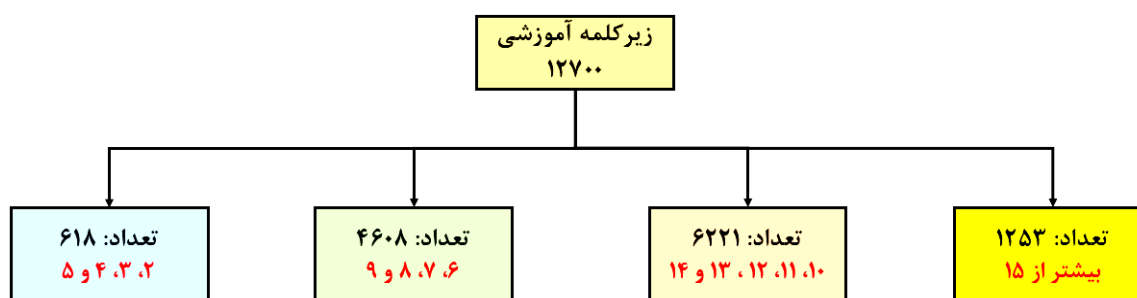 زیرکلمه آموزشی
۱۲۷۰۰
تعداد: ۱۲۵۳
بیشتر از ۱۵
تعداد: ۶۲۲۱
۱۰، ۱۱، ۱۲ ، ۱۳ و ۱۴
تعداد: ۴۶۰۸
۶، ۷، ۸ و ۹
تعداد: ۶۱۸
۲، ۳، ۴ و ۵